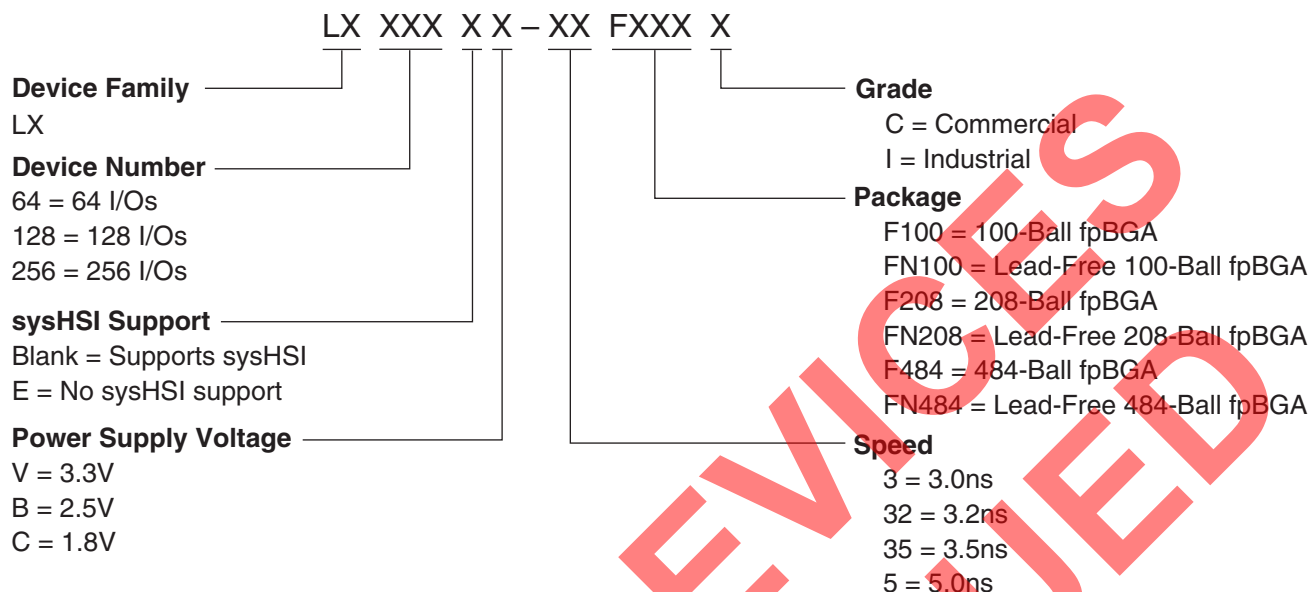 LX XXX X X – XX FXXX X
Device Family
LX
Device Number
64 = 64 I/Os
128 = 128 I/Os
256 = 256 I/Os
sysHSI Support
Blank = Supports sysHSI
E = No sysHSI support
Power Supply Voltage
V = 3.3V
B = 2.5V
C = 1.8V
Grade
C = Commercial
I = Industrial
Package
F100 = 100-Ball fpBGA
FN100 = Lead-Free 100-Ball fpBGA
F208 = 208-Ball fpBGA
FN208 = Lead-Free 208-Ball fpBGA
F484 = 484-Ball fpBGA
FN484 = Lead-Free 484-Ball fpBGA
Speed
3 = 3.0ns
32 = 3.2ns
35 = 3.5ns
5 = 5.0ns
EVICES
UED